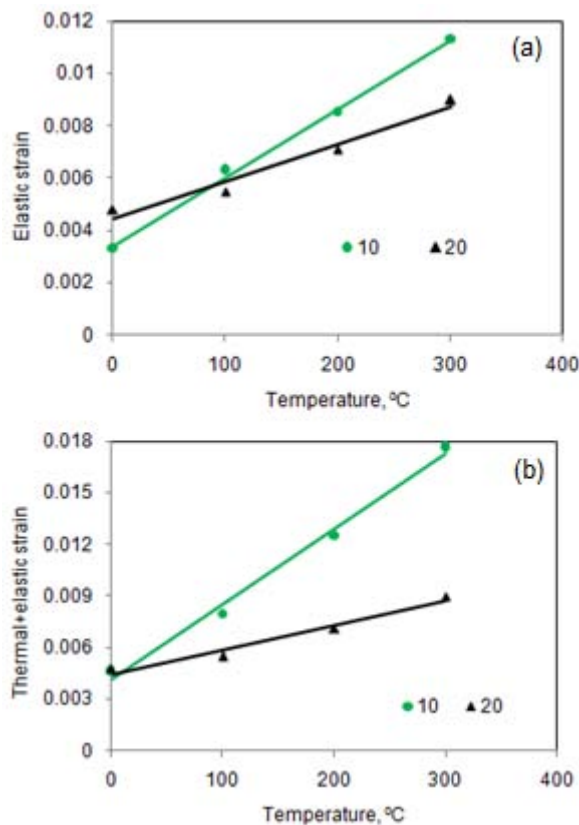 (a)
Elastic strain
0.012
0.01
0.008
0.006
0.004
0.002
0
10 20
0 100 200 300 400
Temperature, ºC
(b)
Thermal+elastic strain
0.018
0.015
0.012
0.009
0.006
0.003
0
10 20
0 100 200 300 400
Temperature, ºC